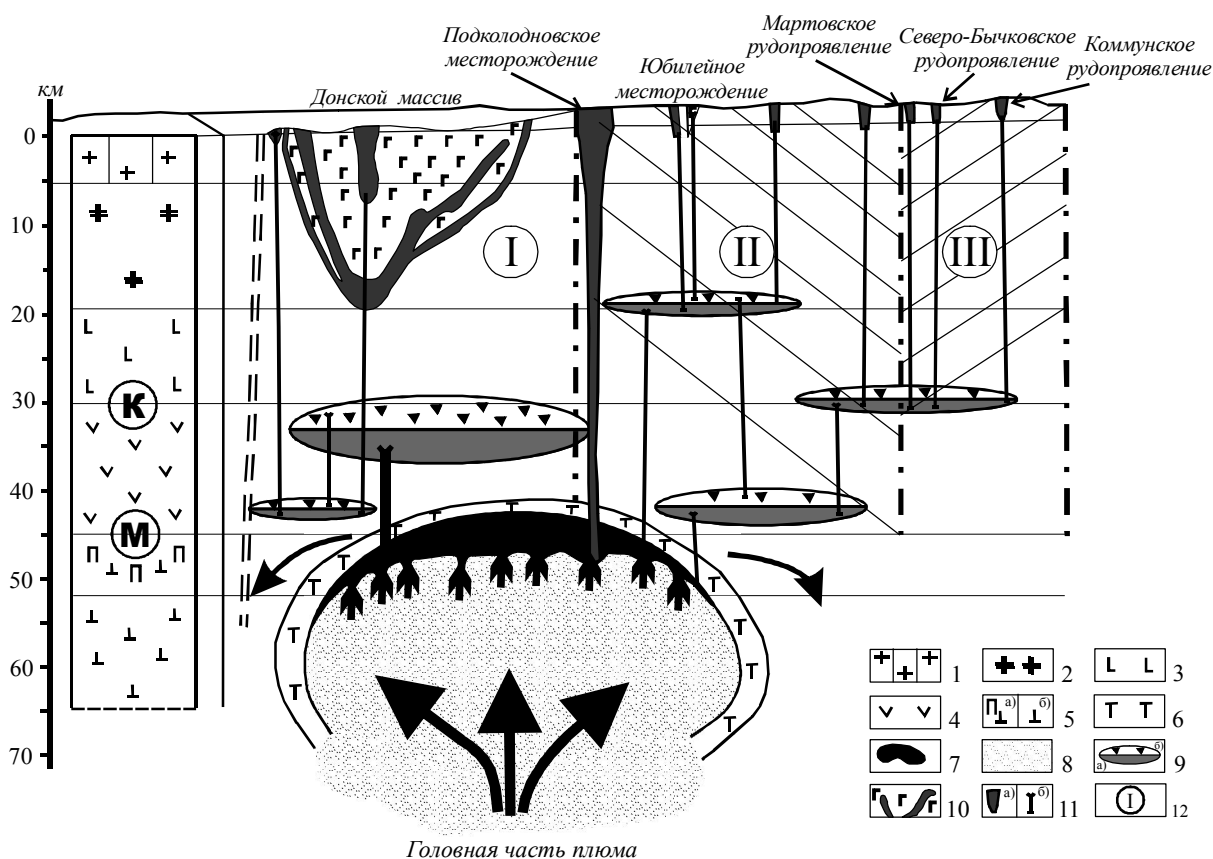 Подколодновское
месторождение
Мартовское
рудопроявление
Северо-Бычковское
рудопроявление
Коммунское
рудопроявление
Юбилейное
месторождение
Донской массив
км
0
10
20
30
40
50
60
70
К
М
I
II
III
1
2
3
4
а)
б)
5
6
7
8
а)
б)
9
10
а)
б)
11
I
12
Головная часть плюма